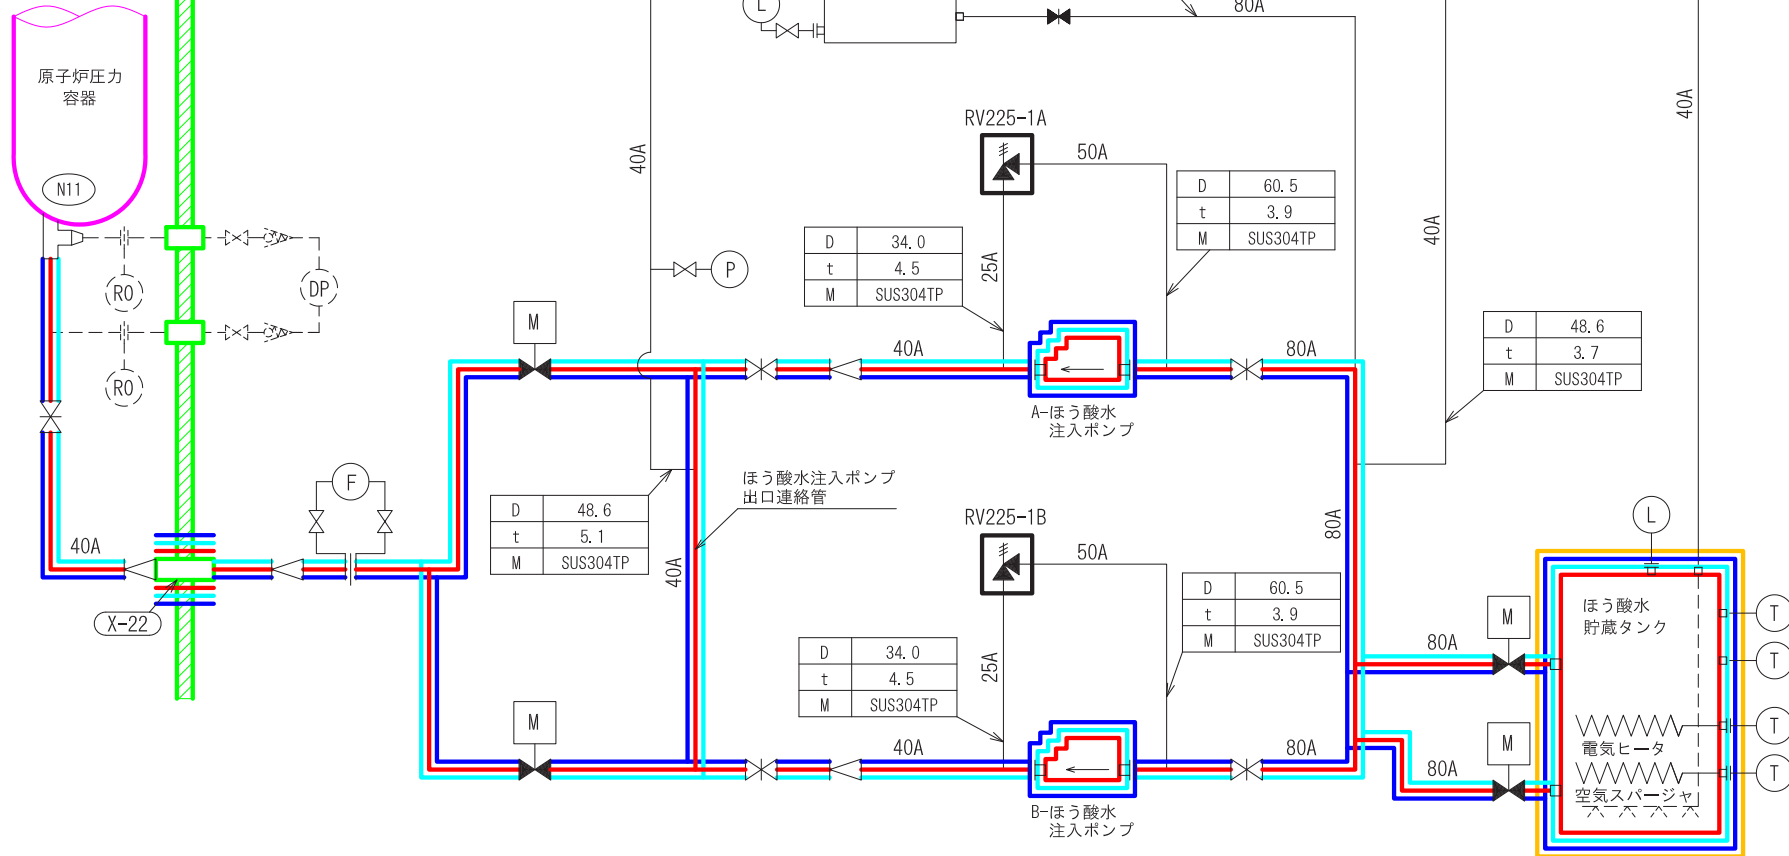 L
80A
原子炉圧力
容器
N11
RO
RO
DP
40A
X-22
F
M
M
40A
P
D 48.6
t 5.1
M SUS304TP
40A
ほう酸水注入ポンプ
出口連絡管
RV225-1A
50A
25A
D 34.0
t 4.5
M SUS304TP
D 60.5
t 3.9
M SUS304TP
40A
80A
A-ほう酸水
注入ポンプ
RV225-1B
50A
25A
D 34.0
t 4.5
M SUS304TP
D 60.5
t 3.9
M SUS304TP
40A
80A
B-ほう酸水
注入ポンプ
80A
40A
D 48.6
t 3.7
M SUS304TP
40A
80A
M
80A
M
L
ほう酸水
貯蔵タンク
T
T
T
T
電気ヒータ
空気スパージャ